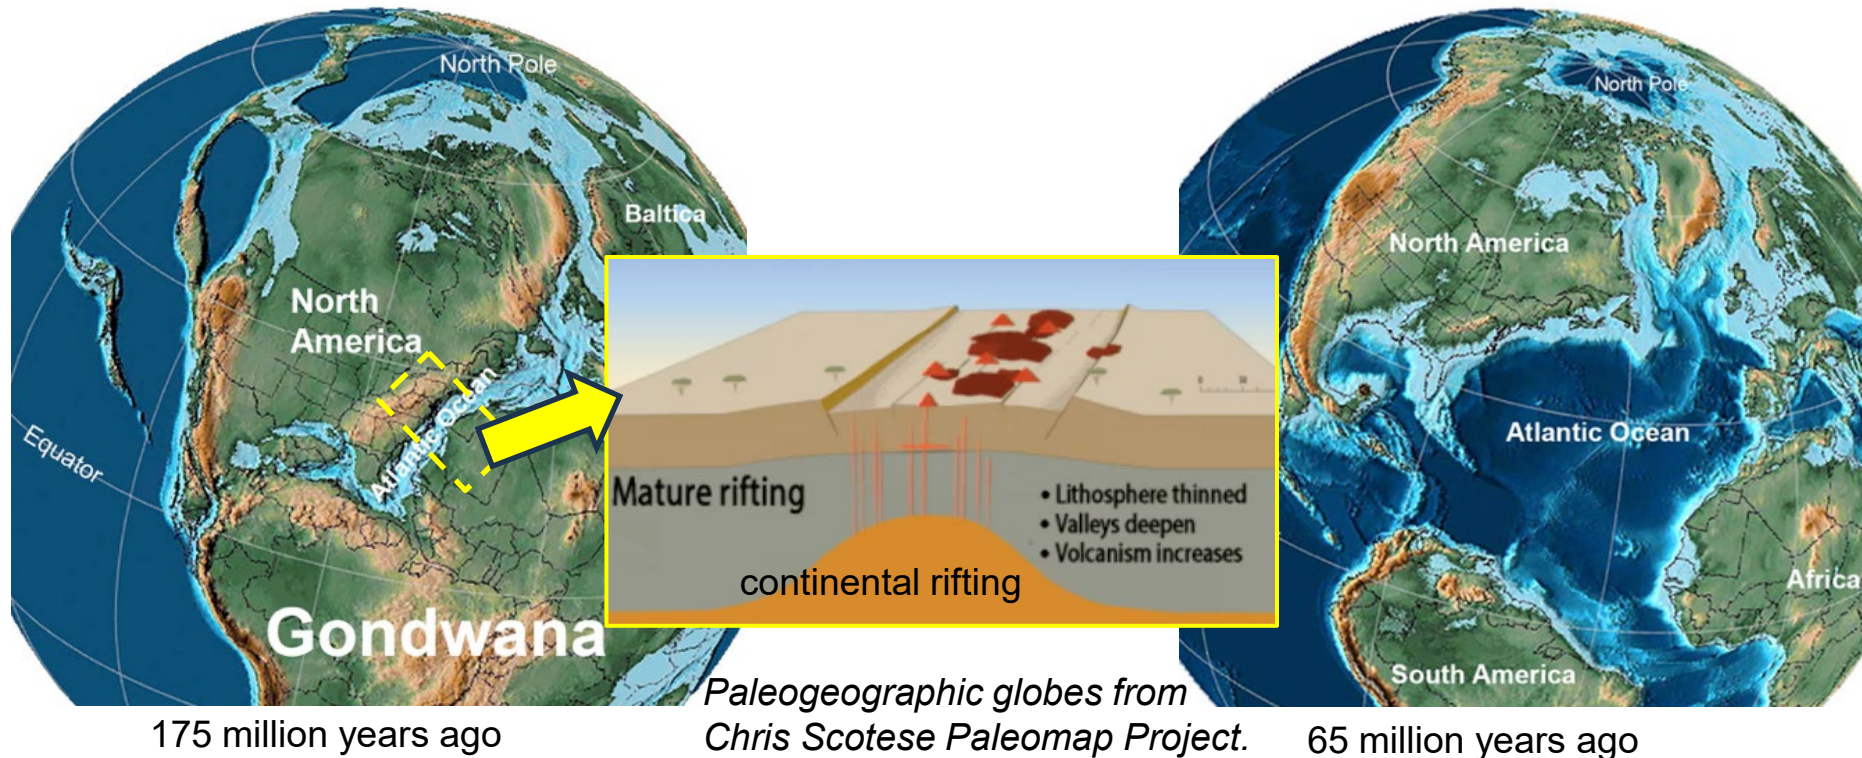 North Pole
Baltica
North
America
Atlantic Ocean
Equator
Gondwana
175 million years ago
Mature rifting
• Lithosphere thinned
• Valleys deepen
• Volcanism increases
continental rifting
Paleogeographic globes from
Chris Scotese Paleomap Project.
North Pole
North America
Atlantic Ocean
Africa
South America
65 million years ago